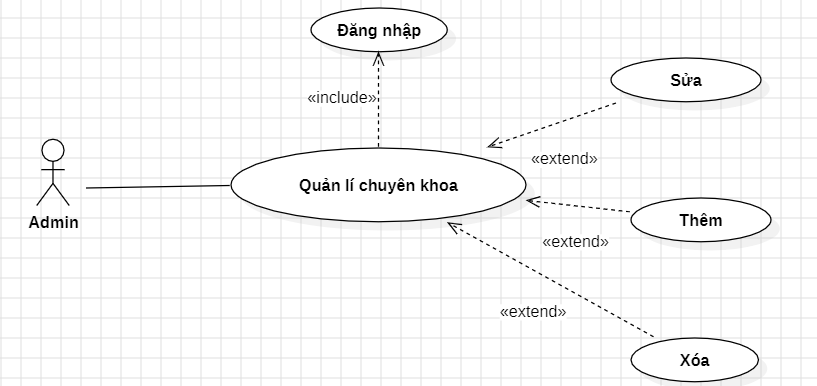 Đăng nhập
Sửa
«include»
«extend»
Quản lí chuyên khoa
Admin
Thêm
«extend»
«extend»
Xóa